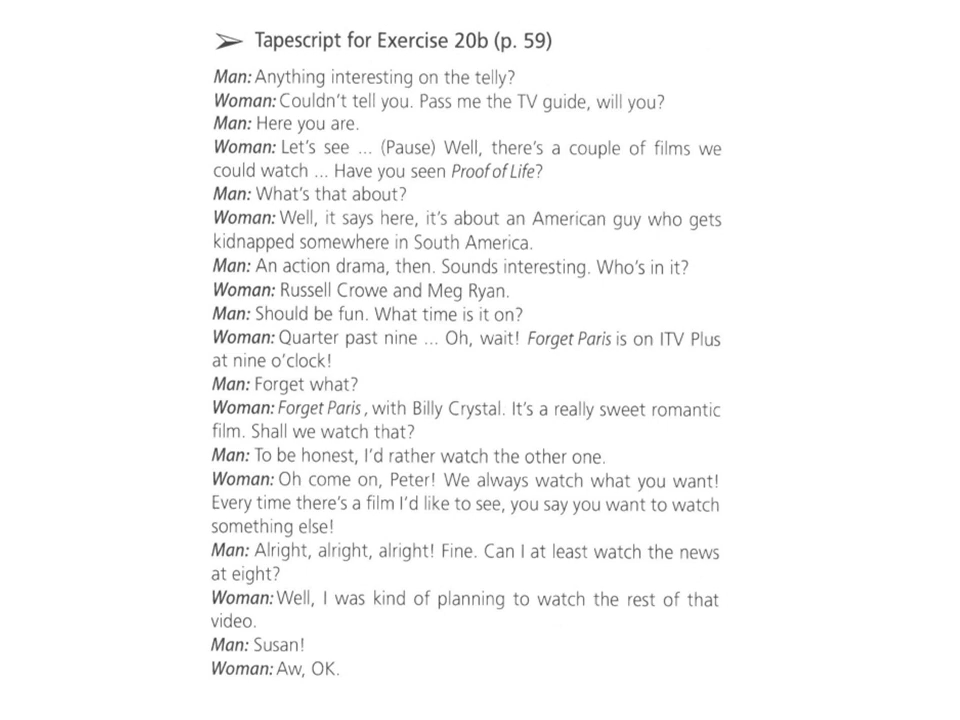 ➢ Tapescript for Exercise 20b (p. 59)
Man: Anything interesting on the telly?
Woman: Couldn't tell you. Pass me the TV guide, will you?
Man: Here you are.
Woman: Let's see ... (Pause) Well, there's a couple of films we
could watch ... Have you seen Proof of Life?
Man: What's that about?
Woman: Well, it says here, it's about an American guy who gets
kidnapped somewhere in South America.
Man: An action drama, then. Sounds interesting. Who's in it?
Woman: Russell Crowe and Meg Ryan.
Man: Should be fun. What time is it on?
Woman: Quarter past nine ... Oh, wait! Forget Paris is on ITV Plus
at nine o'clock!
Man: Forget what?
Woman: Forget Paris, with Billy Crystal. It's a really sweet romantic
film. Shall we watch that?
Man: To be honest, I'd rather watch the other one.
Woman: Oh come on, Peter! We always watch what you want!
Every time there's a film I'd like to see, you say you want to watch
something else!
Man: Alright, alright, alright! Fine. Can I at least watch the news
at eight?
Woman: Well, I was kind of planning to watch the rest of that
video.
Man: Susan!
Woman: Aw, OK.